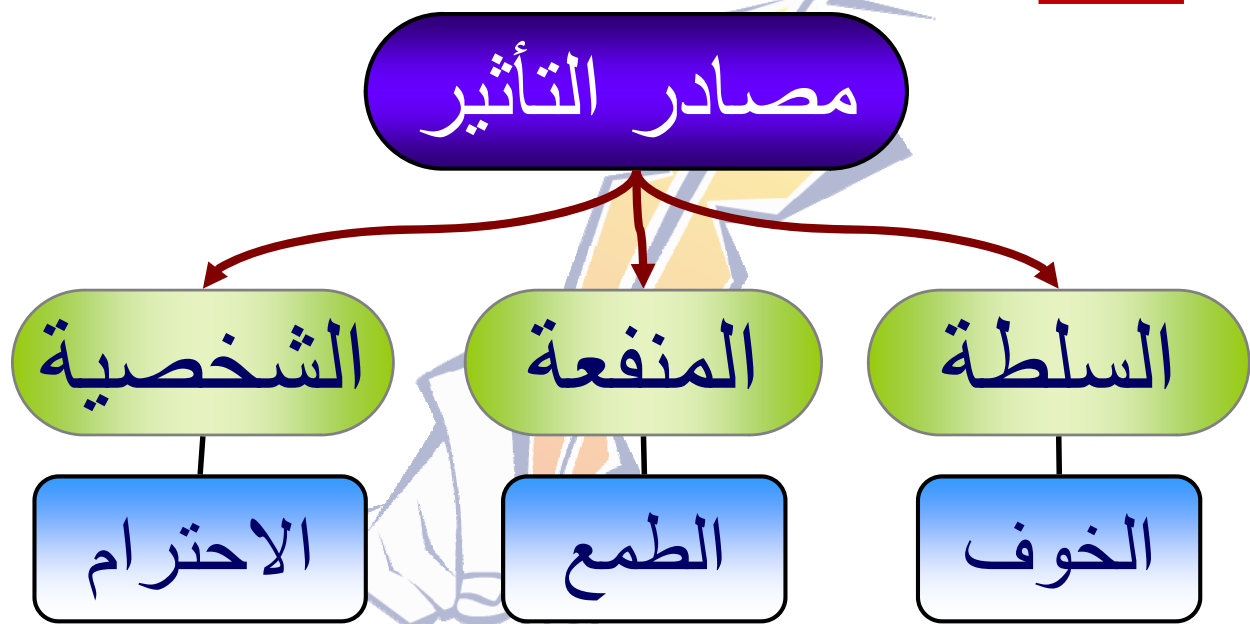 مصادر التأثير
السلطة
المنفعة
الشخصية
الخوف
الطمع
الاحترام